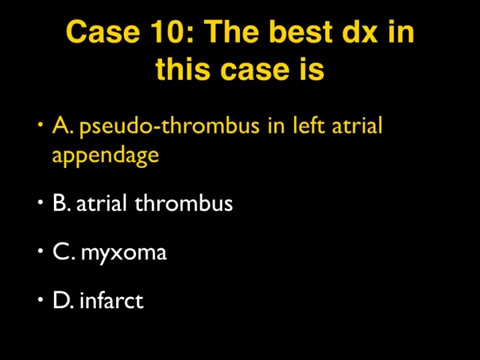 Case 10: The best dx in
this case is
• A. pseudo-thrombus in left atrial
appendage
• B. atrial thrombus
• C. myxoma
• D. infarct